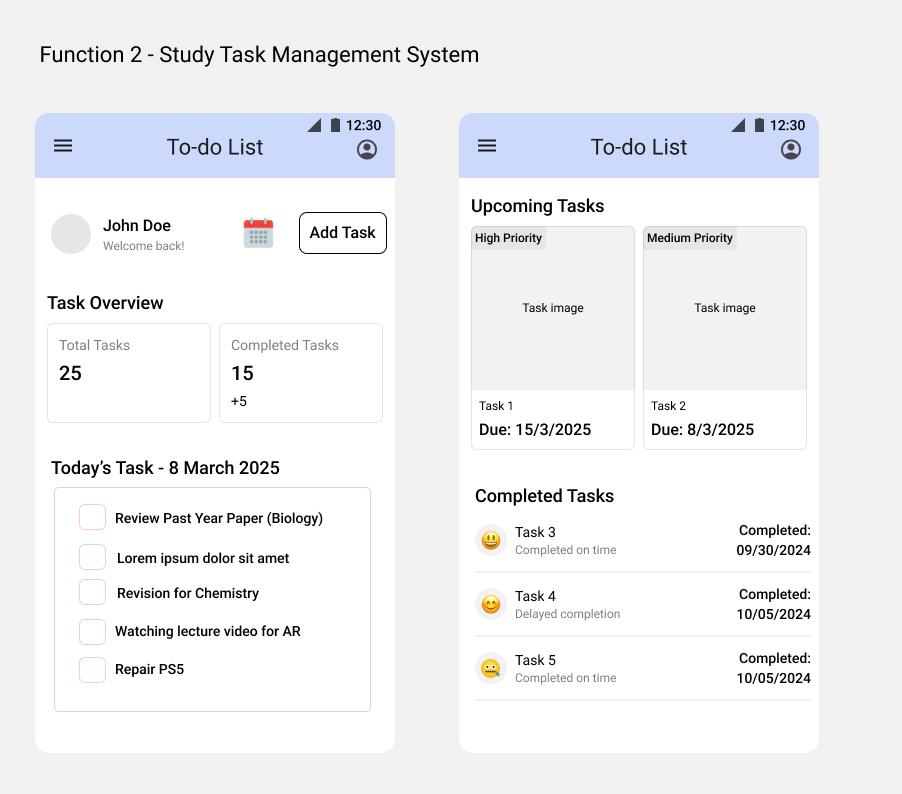 Function 2 - Study Task Management System
12:30
To-do List
John Doe
Welcome back!
Add Task
Task Overview
Total Tasks
25
Completed Tasks
15
+5
Today’s Task - 8 March 2025
Review Past Year Paper (Biology)
Lorem ipsum dolor sit amet
Revision for Chemistry
Watching lecture video for AR
Repair PS5
12:30
To-do List
Upcoming Tasks
High Priority
Task image
Task 1
Due: 15/3/2025
Medium Priority
Task image
Task 2
Due: 8/3/2025
Completed Tasks
Task 3
Completed on time
Completed:
09/30/2024
Task 4
Delayed completion
Completed:
10/05/2024
Task 5
Completed on time
Completed:
10/05/2024